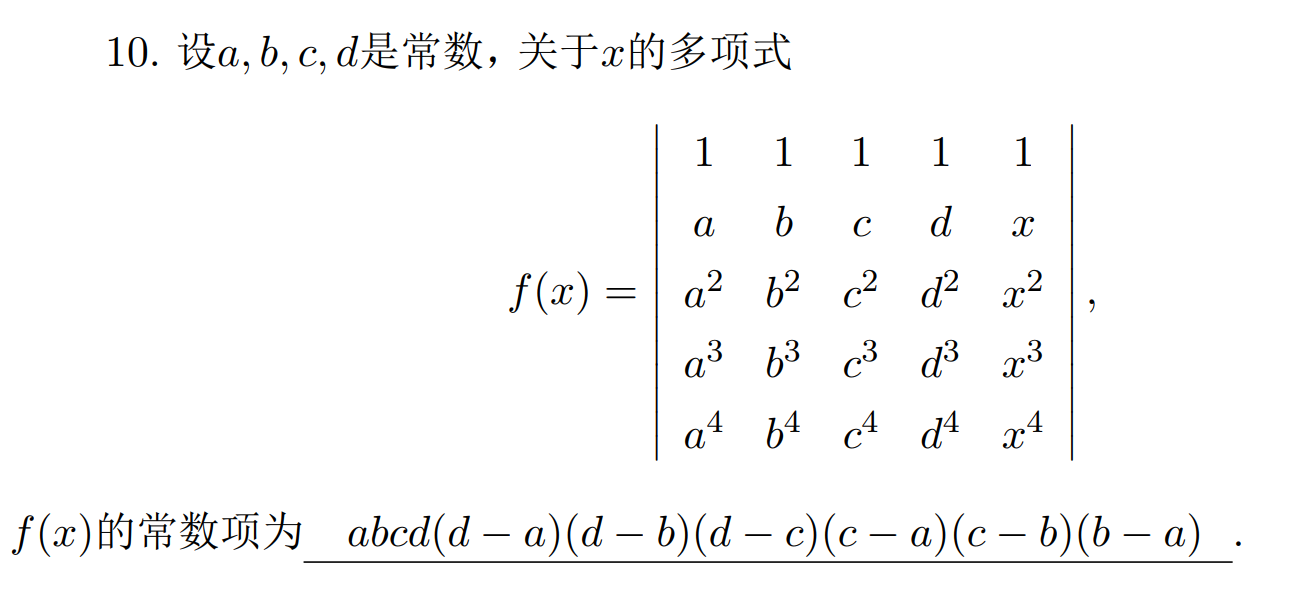 10. 设a, b, c, d是常数，关于x的多项式
f(x) = | 1 1 1 1 1 |
| a b c d x |
| a² b² c² d² x² | ,
| a³ b³ c³ d³ x³ |
| a⁴ b⁴ c⁴ d⁴ x⁴ |
f(x)的常数项为 abcd(d − a)(d − b)(d − c)(c − a)(c − b)(b − a) .